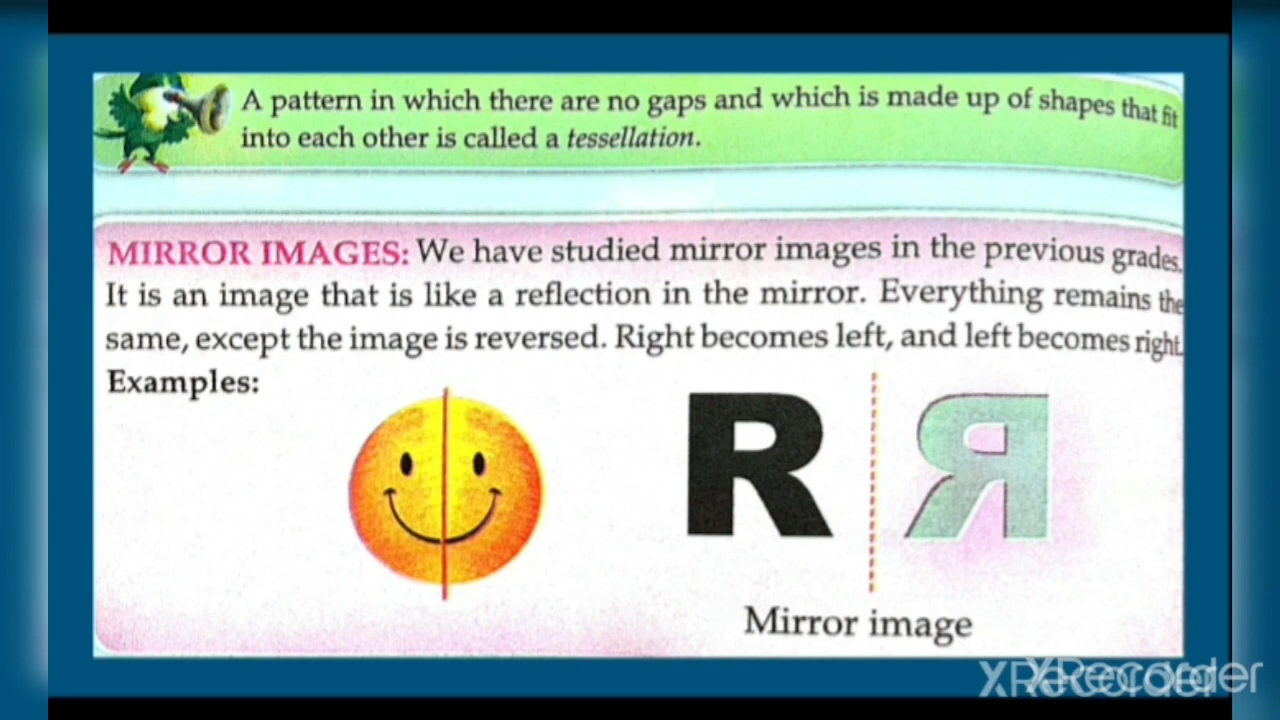 A pattern in which there are no gaps and which is made up of shapes that fit
into each other is called a tessellation.
MIRROR IMAGES: We have studied mirror images in the previous grades.
It is an image that is like a reflection in the mirror. Everything remains the
same, except the image is reversed. Right becomes left, and left becomes right.
Examples:
R Я
Mirror image
XRecorder
XRecorder